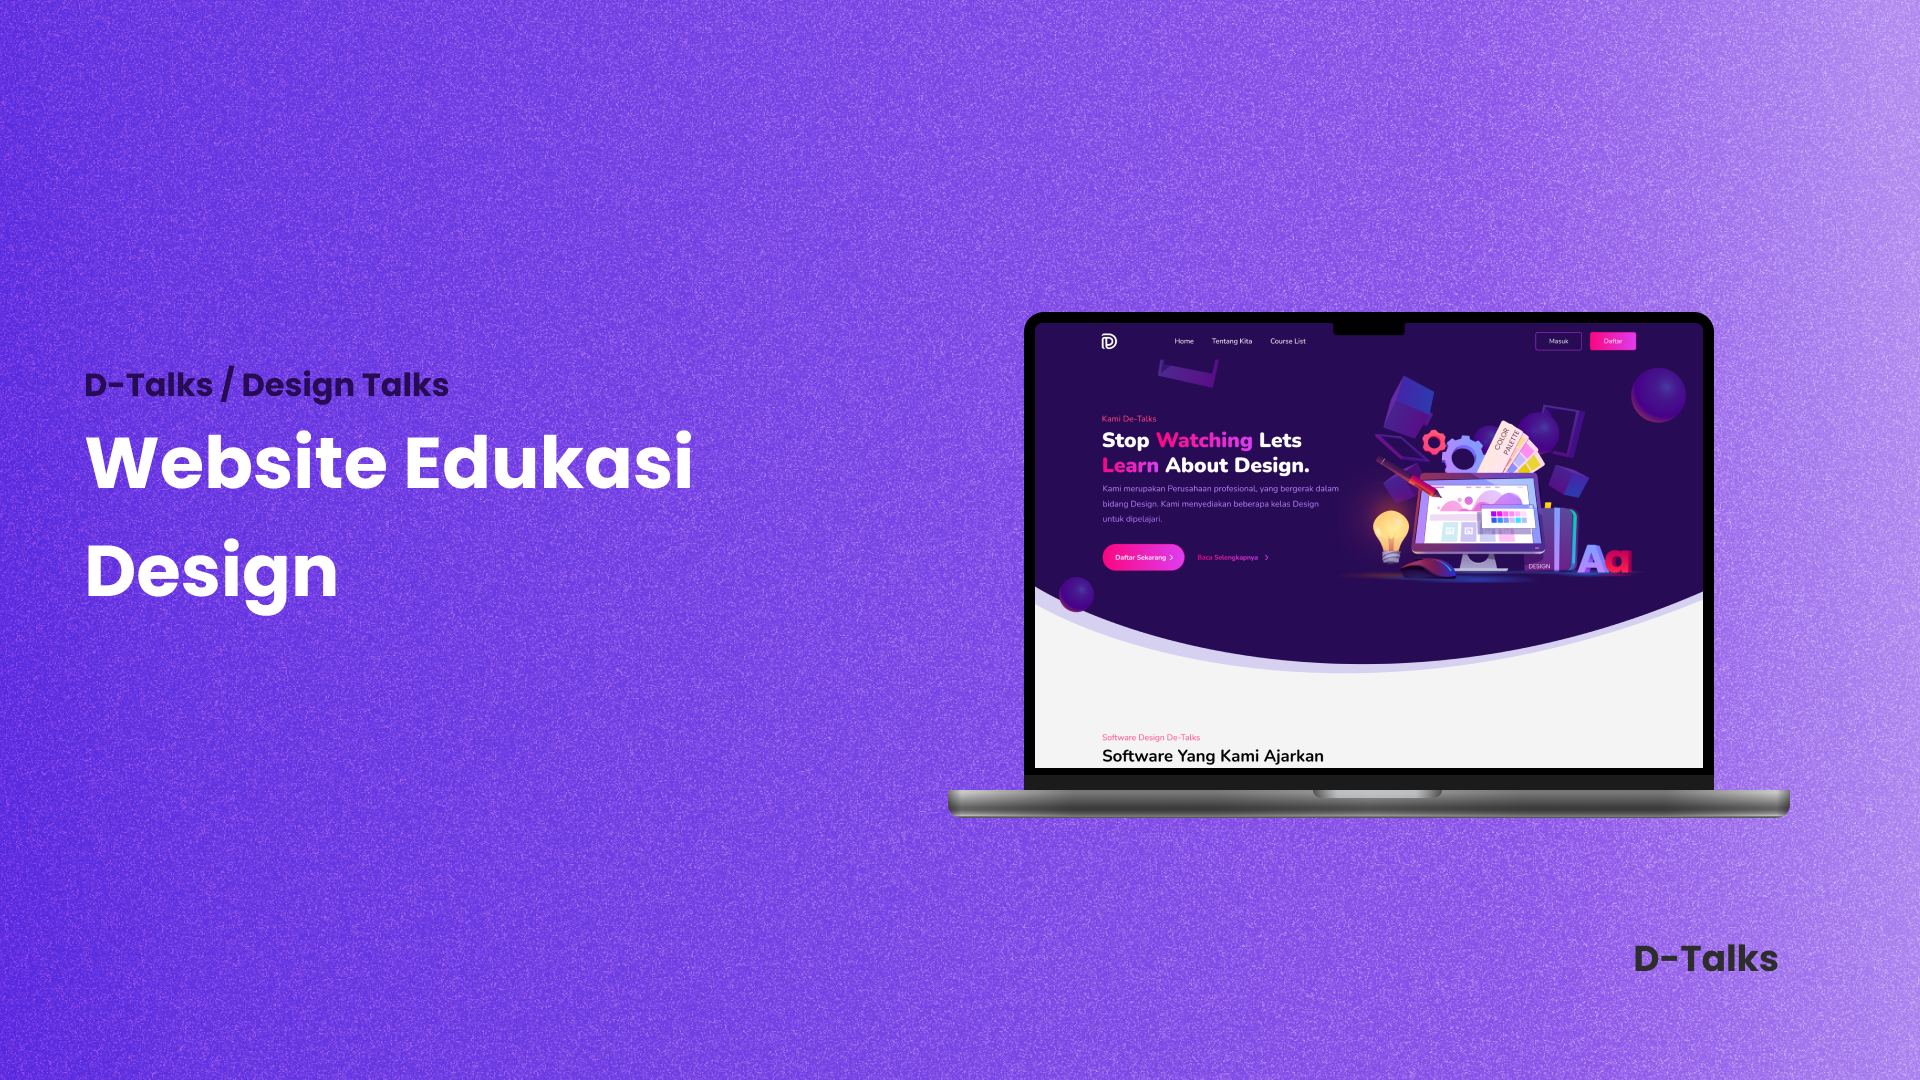 D-Talks / Design Talks
Website Edukasi
Design
Home Tentang Kita Course List Masuk Daftar
Kami De-Talks
Stop Watching Lets
Learn About Design.
Kami merupakan Perusahaan profesional, yang bergerak dalam
bidang Design. Kami menyediakan beberapa kelas Design
untuk dipelajari.
Daftar Sekarang Baca Selengkapnya
COLOR
PALETTE
DESIGN
Aa
Software Design De-Talks
Software Yang Kami Ajarkan
D-Talks